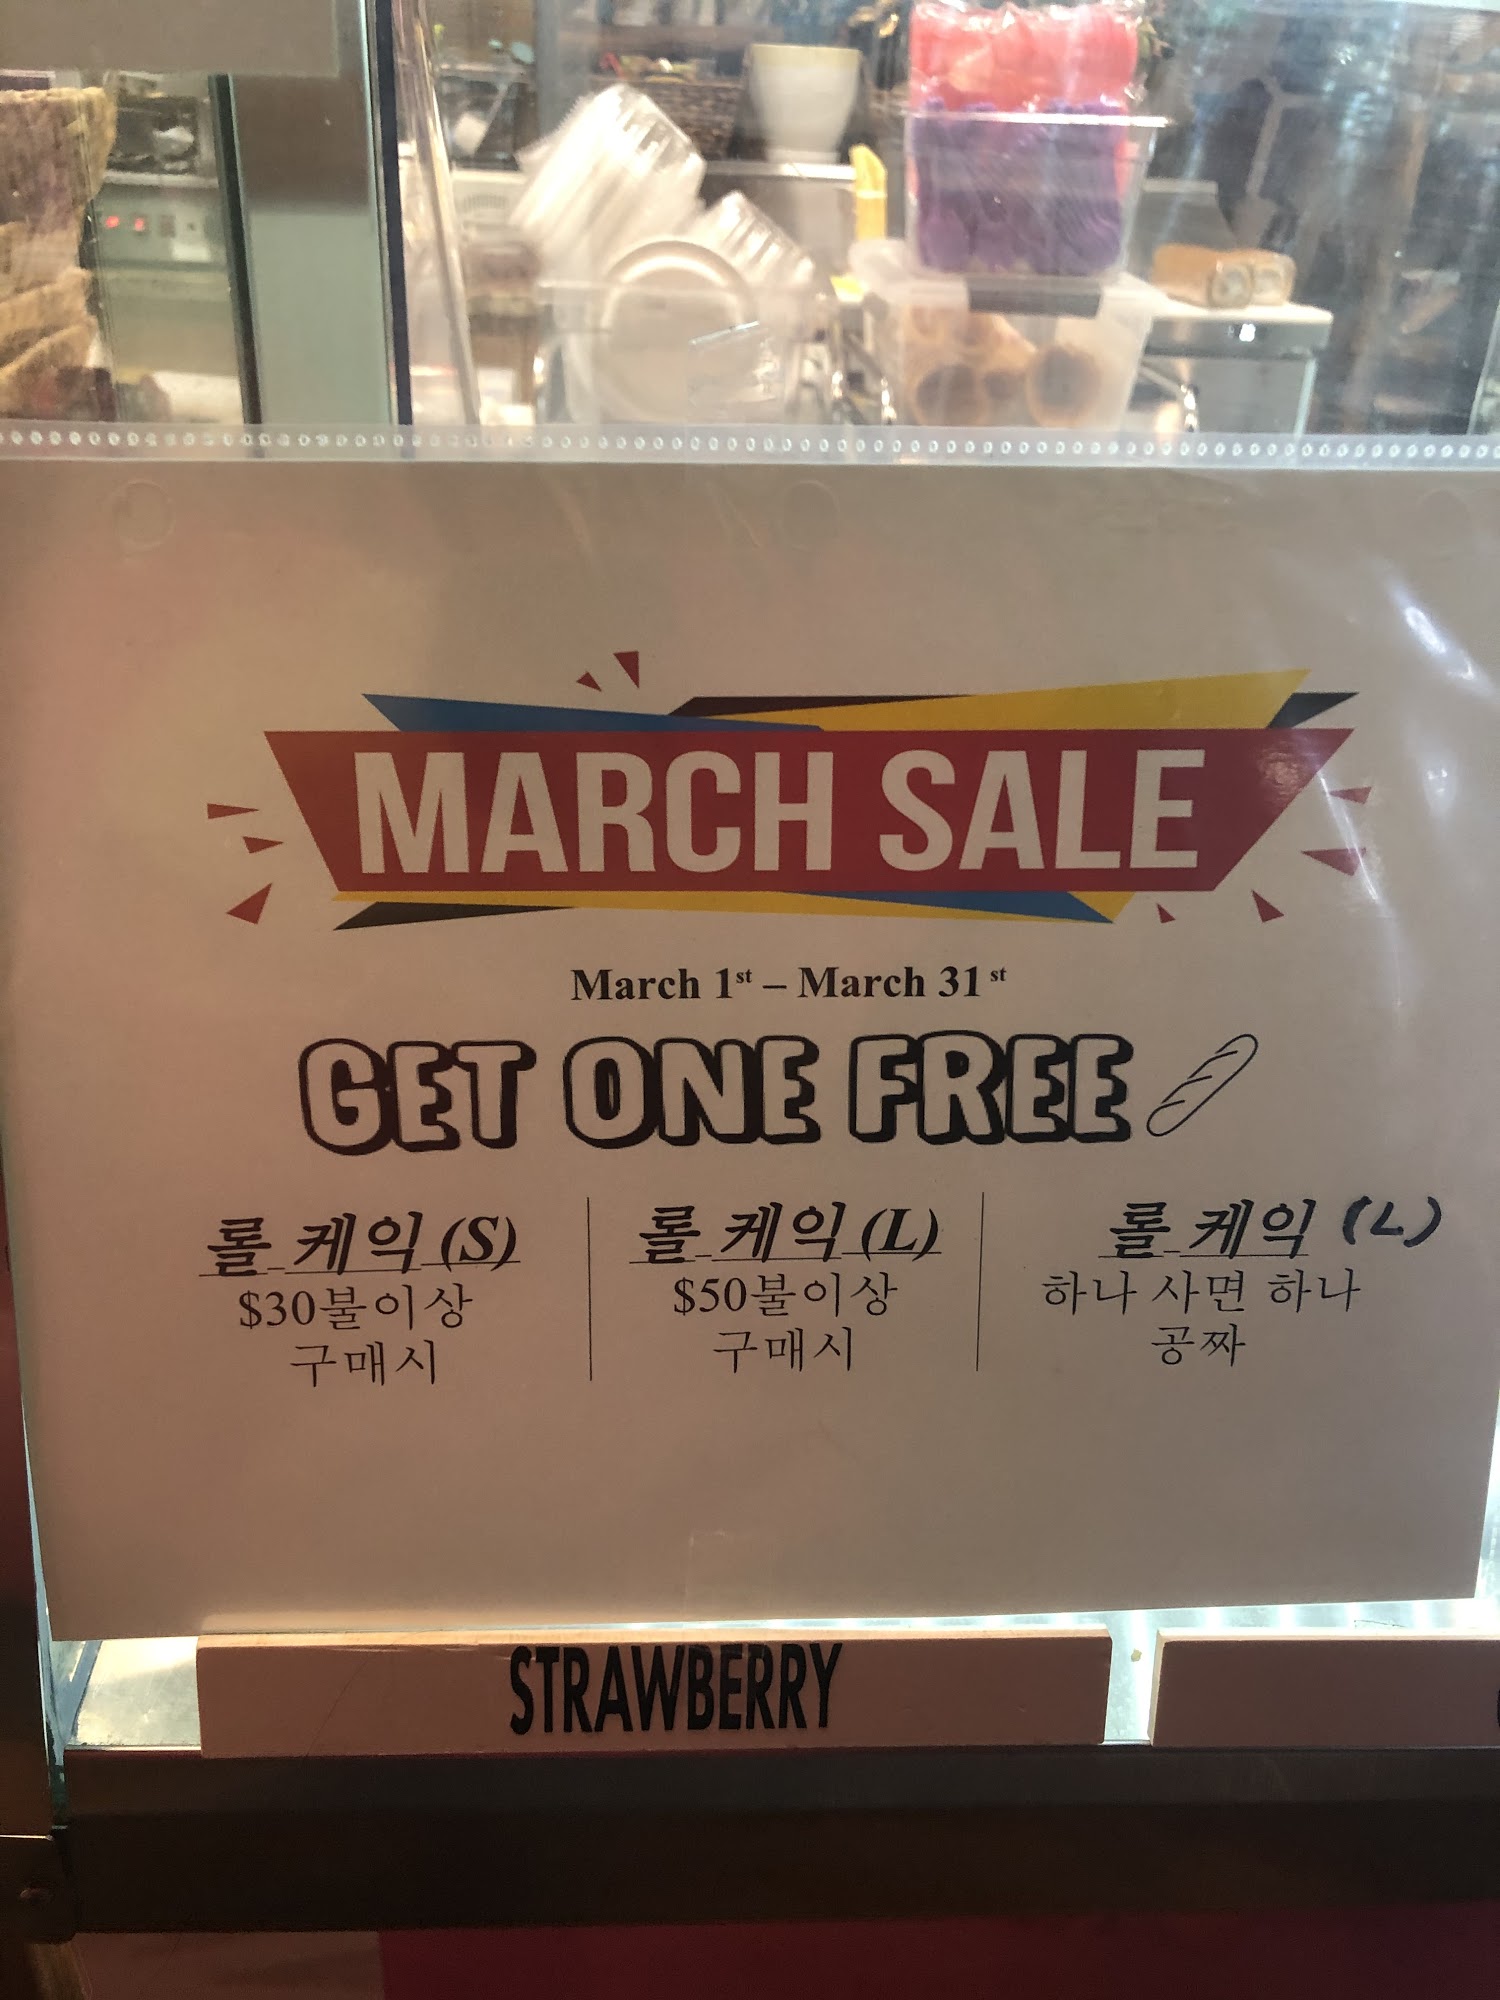 MARCH SALE
March 1st – March 31st
GET ONE FREE
롤 케익 (S)
$30불이상
구매시
롤 케익 (L)
$50불이상
구매시
롤 케익 (L)
하나 사면 하나
공짜
STRAWBERRY